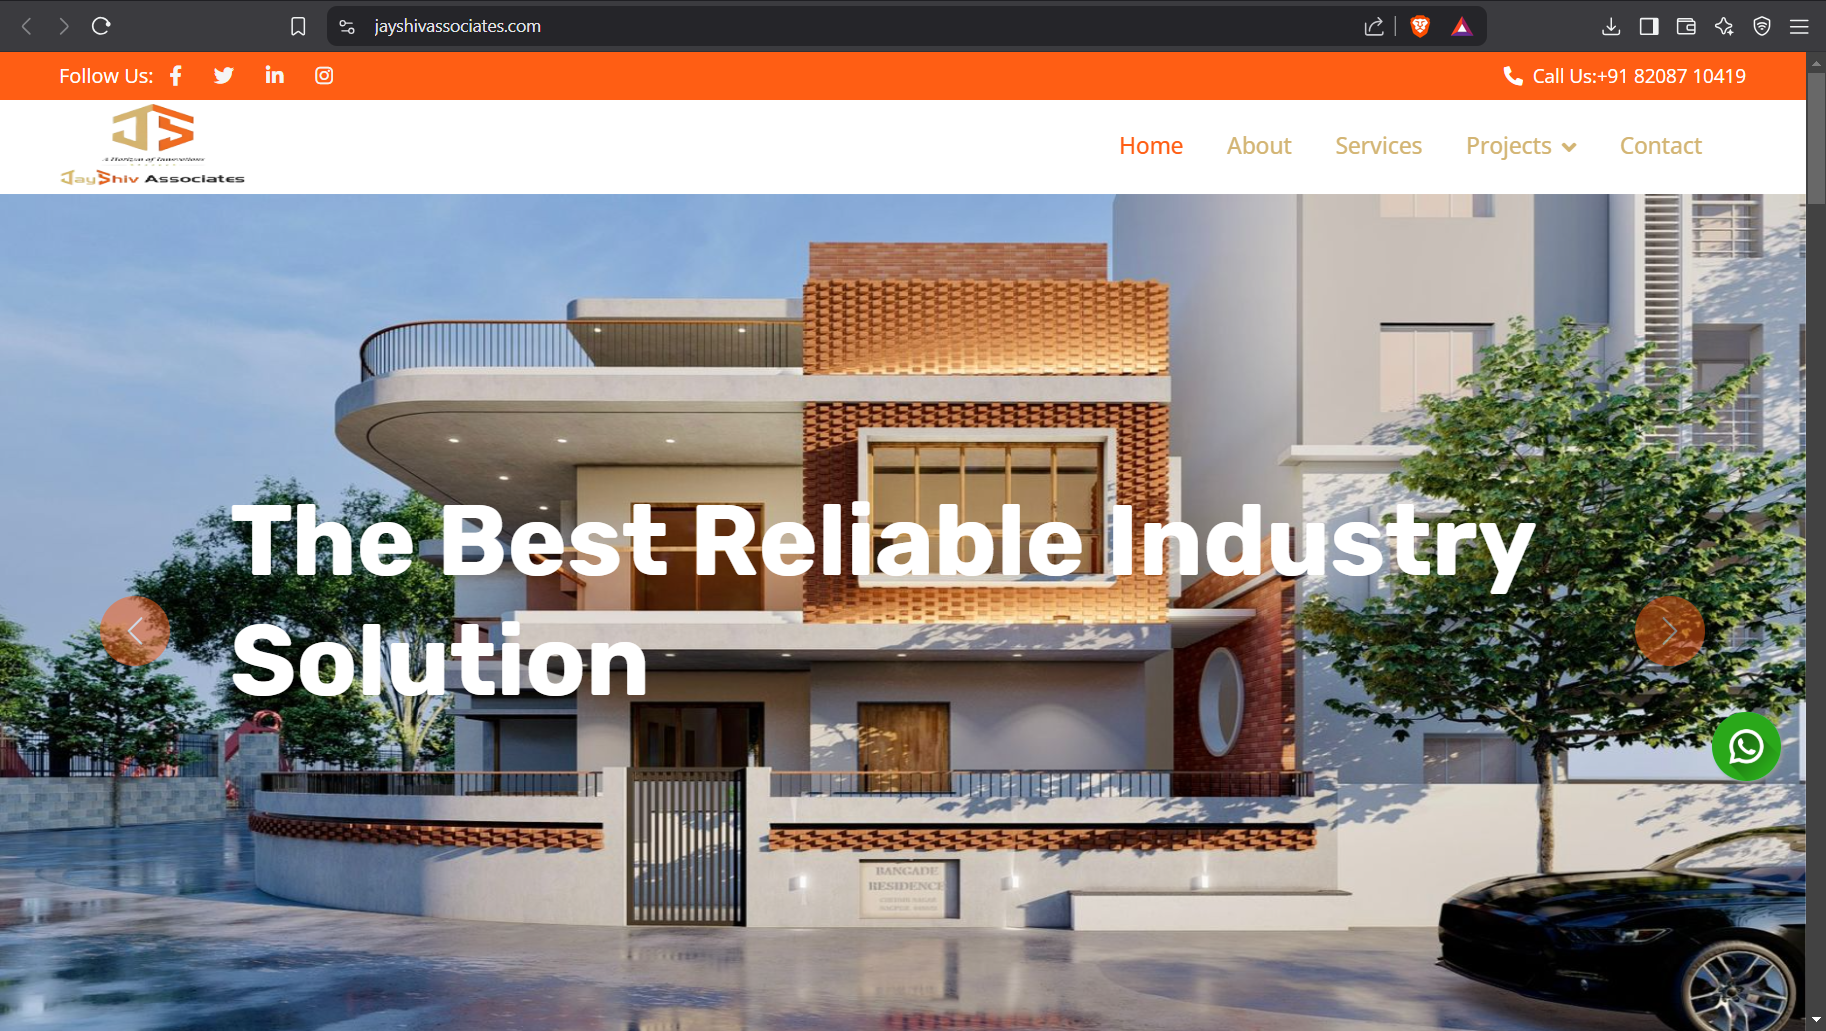 jayshivassociates.com
Follow Us:
Call Us:+91 82087 10419
JS
A Horizon of Innovations
JayShiv Associates
Home About Services Projects Contact
The Best Reliable Industry
Solution
BANGADE
RESIDENCE